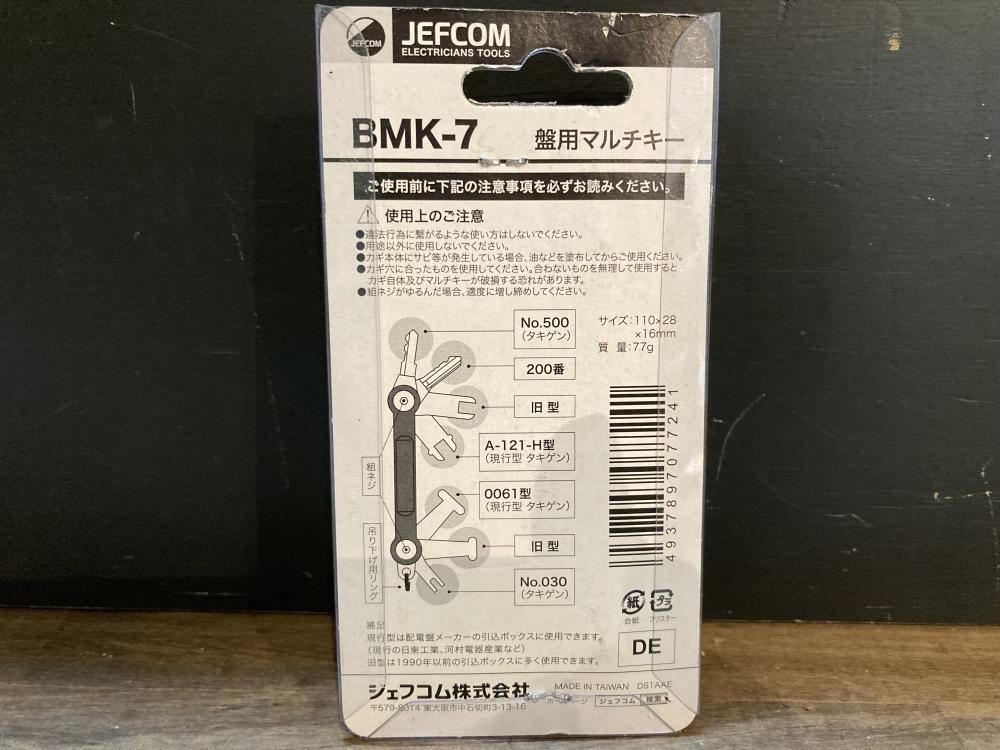 JEFCOM
JEFCOM
ELECTRICIANS TOOLS
BMK-7 盤用マルチキー
ご使用前に下記の注意事項を必ずお読みください。
使用上のご注意
●違法行為に繋がるような使い方はしないでください。
●用途以外に使用しないでください。
●カギ本体にサビ等が発生している場合、油などを塗布してからご使用ください。
●カギ穴に合ったものを使用してください。合わないものを無理して使用すると
カギ自体及びマルチキーが破損する恐れがあります。
●組ネジがゆるんだ場合、適度に増し締めしてください。
No.500
(タキゲン)
サイズ:110×28
×16mm
質 量:77g
200番
旧 型
A-121-H型
(現行型 タキゲン)
組ネジ
0061型
(現行型 タキゲン)
旧 型
吊り下げ用リング
No.030
(タキゲン)
4937897077241
紙
プラ
台紙 ブリスター
補足
現行型は配電盤メーカーの引込ボックスに使用できます。
(現行の日東工業、河村電器産業など)
旧型は1990年以前の引込ボックスに多く使用できます。
DE
ジェフコム株式会社 MADE IN TAIWAN DS1AAE
〒579-8014 東大阪市中石切町3-13-16 ホームページ ジェフコム 検索